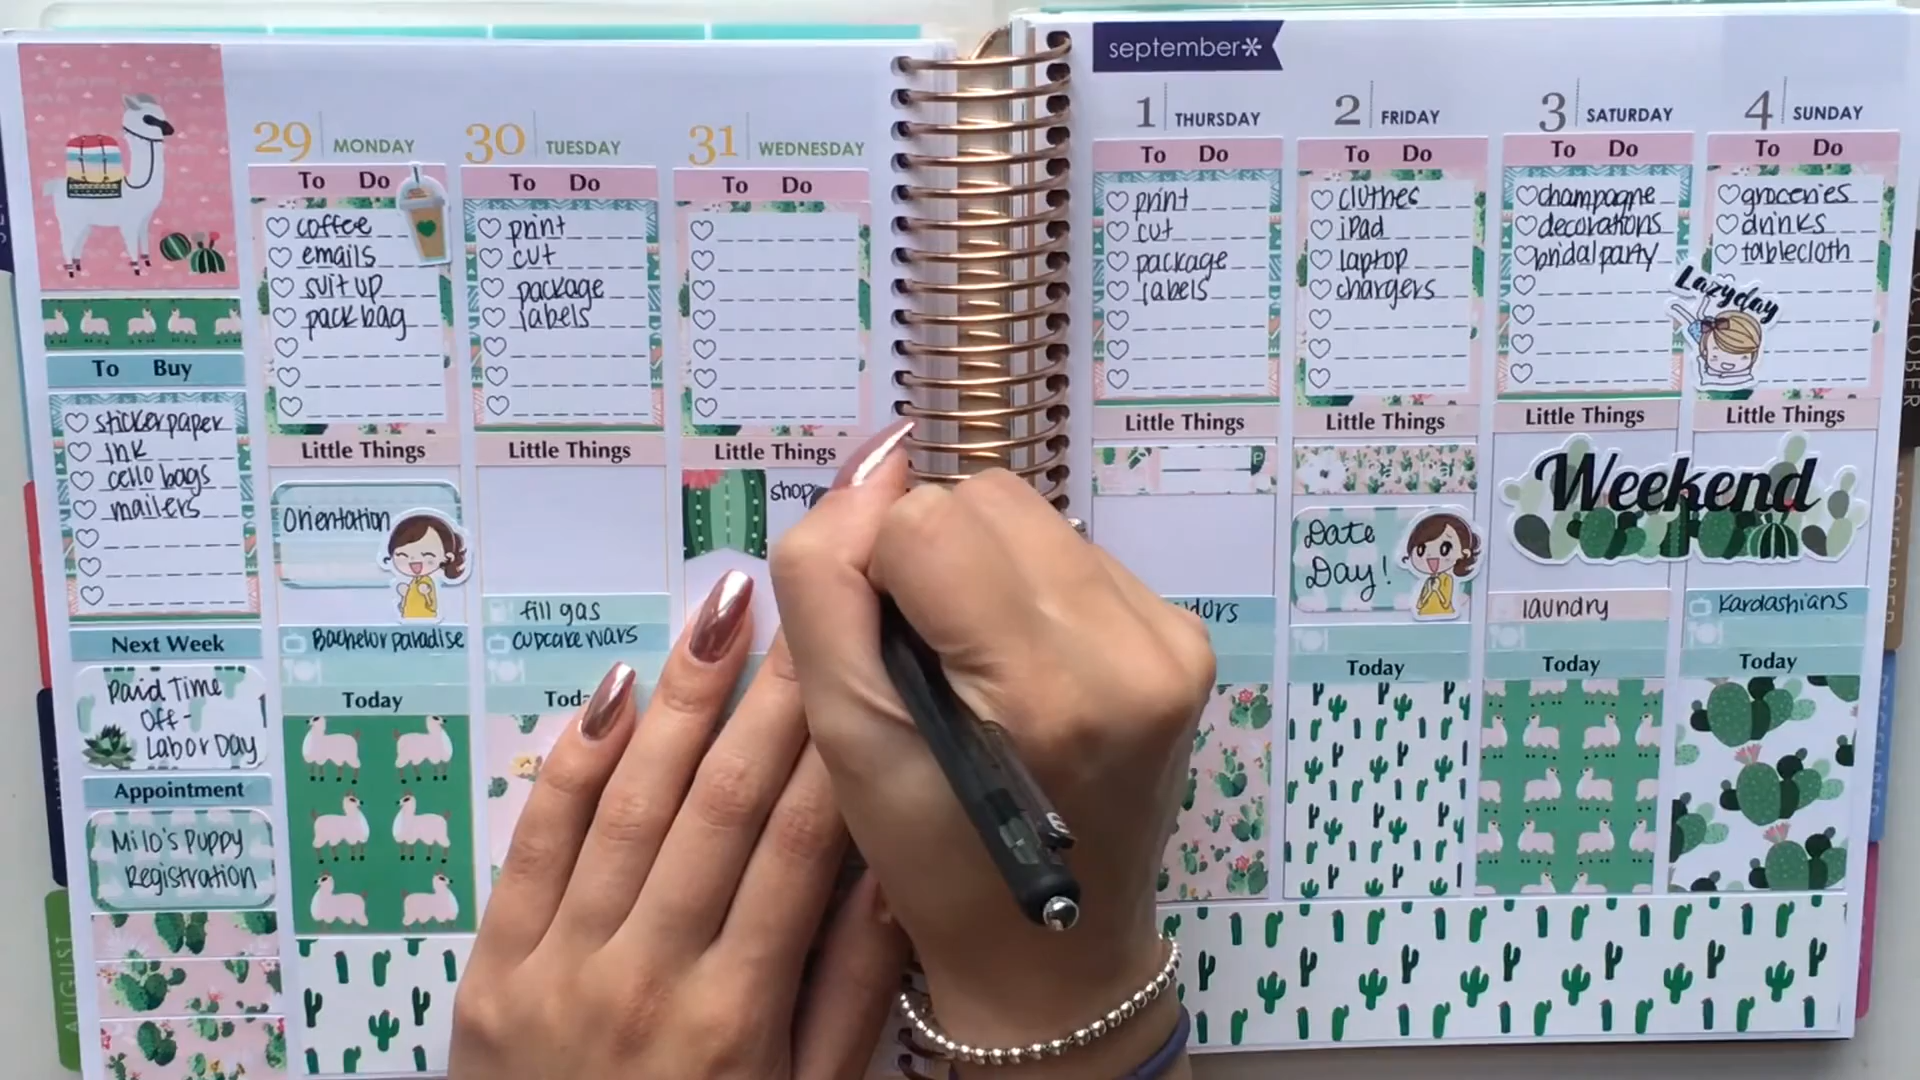 september*
29 MONDAY
30 TUESDAY
31 WEDNESDAY
1 THURSDAY
2 FRIDAY
3 SATURDAY
4 SUNDAY
To Buy
stickerpaper
ink
cello bags
mailers
Next Week
Paid Time
Off-
Labor Day
Appointment
Milo's Puppy
Registration
To Do
coffee
emails
suit up
pack bag
Little Things
Orientation
Bachelor paradise
Today
To Do
print
cut
package
labels
Little Things
fill gas
cupcake wars
To Do
Little Things
shop
To Do
print
cut
package
labels
Little Things
To Do
clothes
iPad
laptop
chargers
Little Things
Date
Day!
Today
To Do
champagne
decorations
bridal party
Little Things
Weekend
laundry
Today
To Do
groceries
drinks
tablecloth
Lazyday
Little Things
Kardashians
Today
AUGUST
OCTOBER